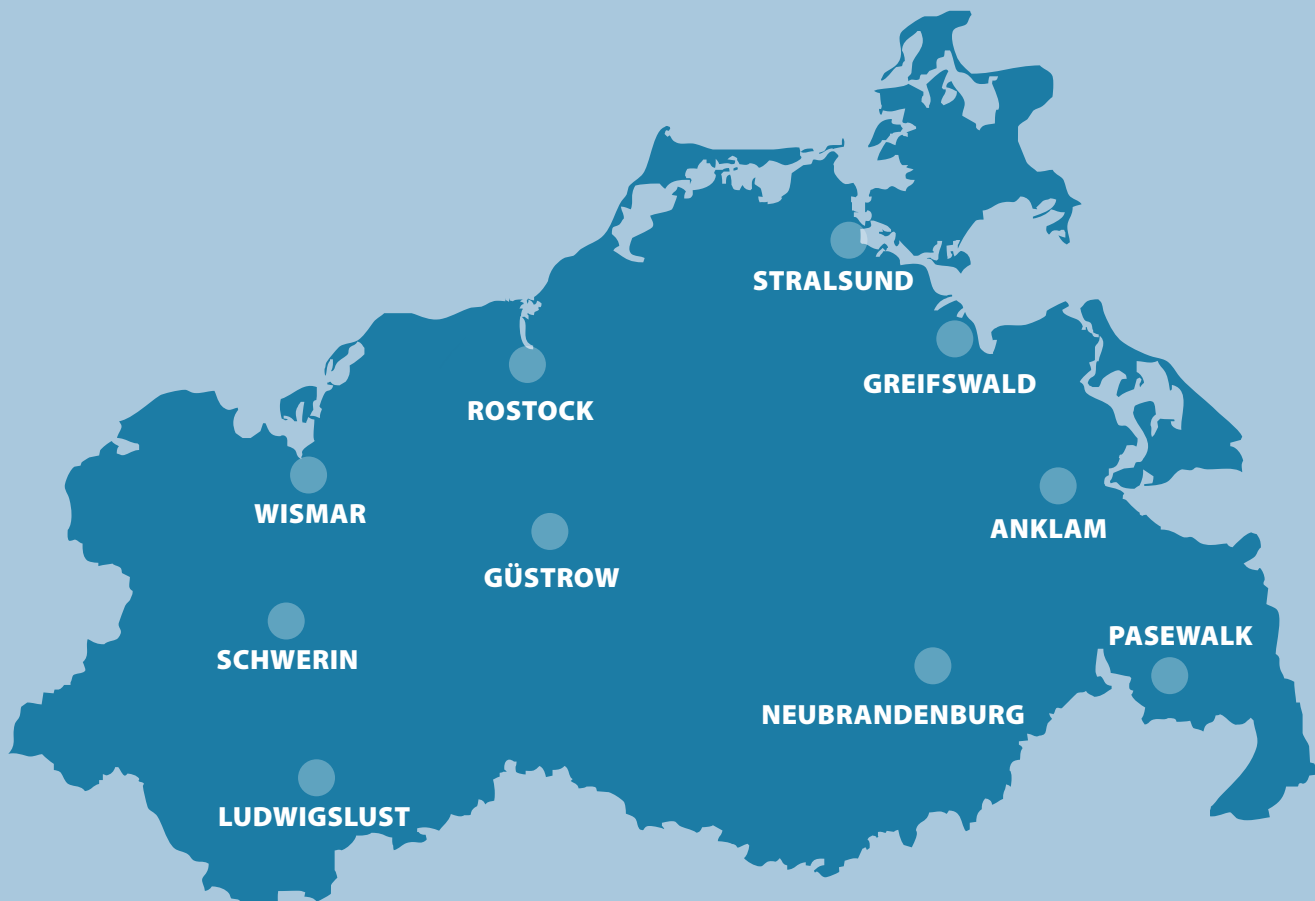 STRALSUND
GREIFSWALD
ROSTOCK
WISMAR
ANKLAM
GÜSTROW
PASEWALK
SCHWERIN
NEUBRANDENBURG
LUDWIGSLUST